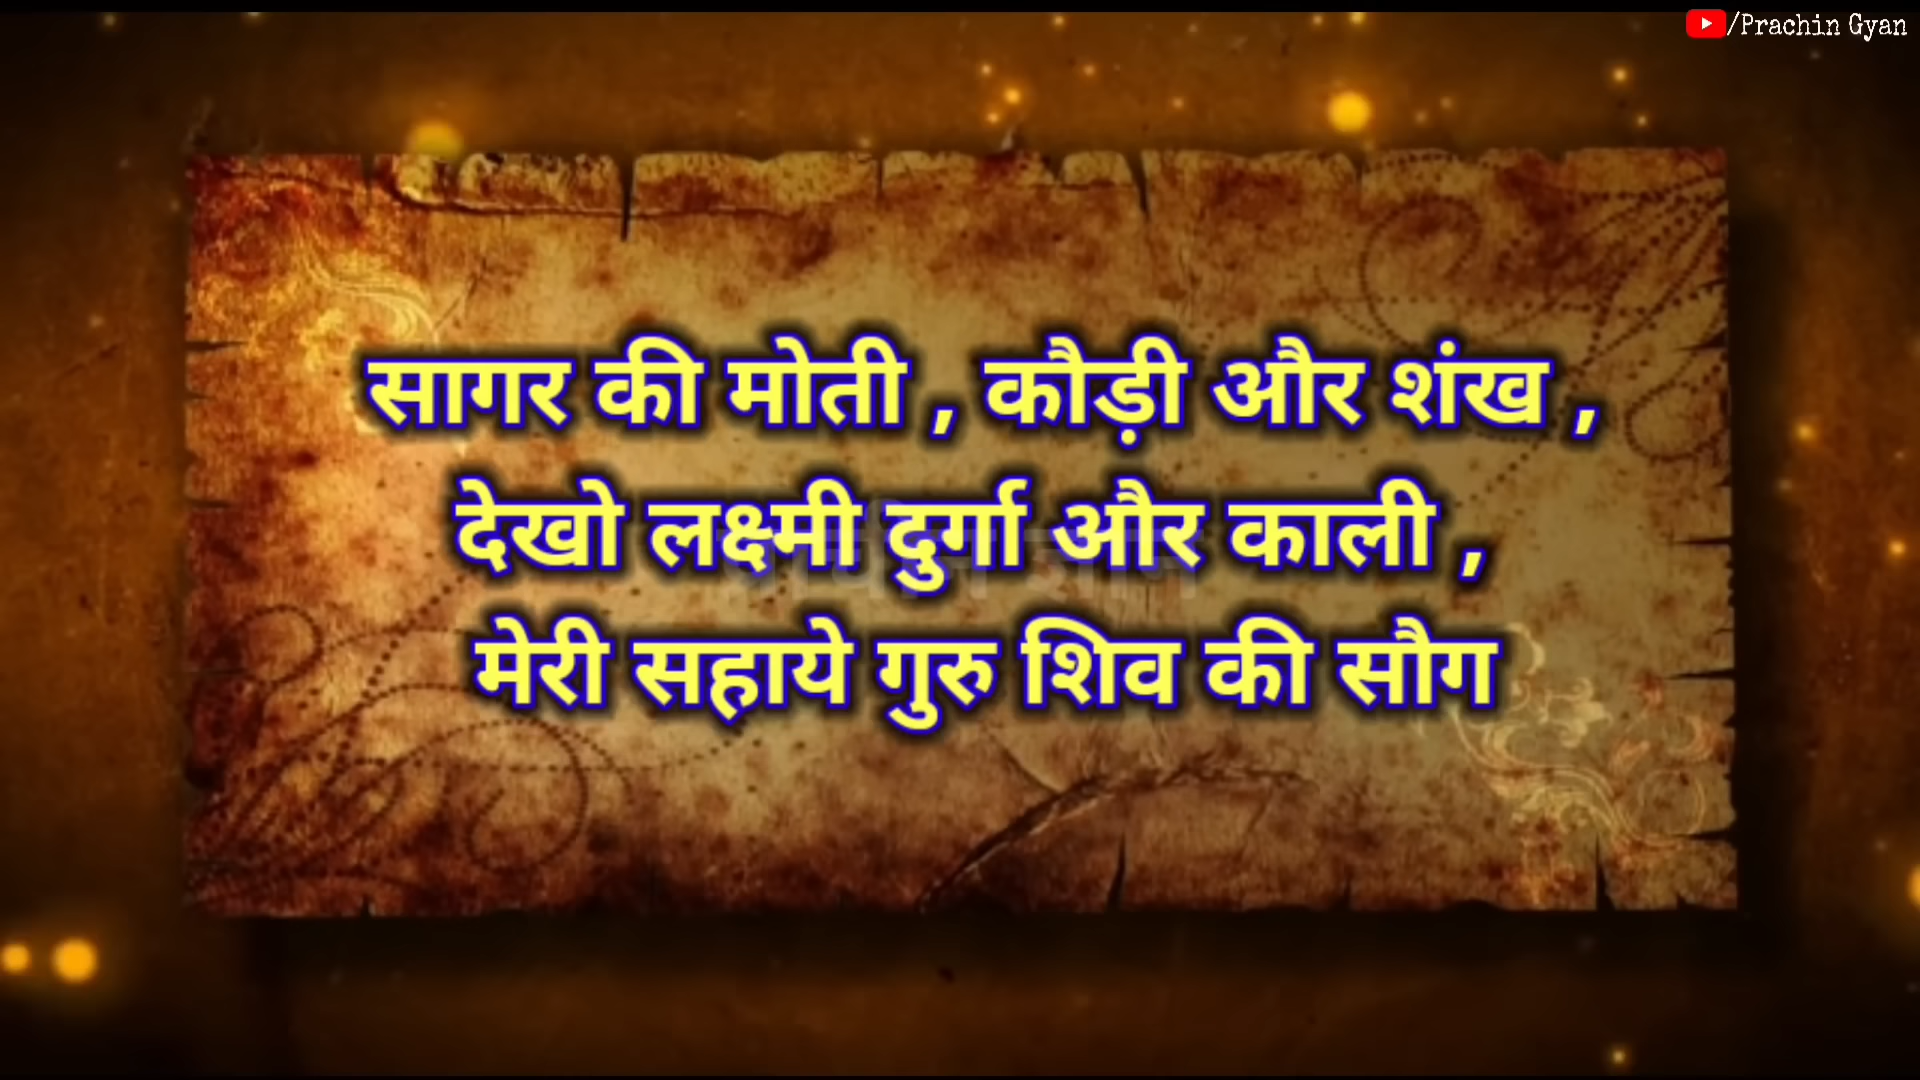 /Prachin Gyan
सागर की मोती , कौड़ी और शंख ,
देखो लक्ष्मी दुर्गा और काली ,
मेरी सहाये गुरु शिव की सौग